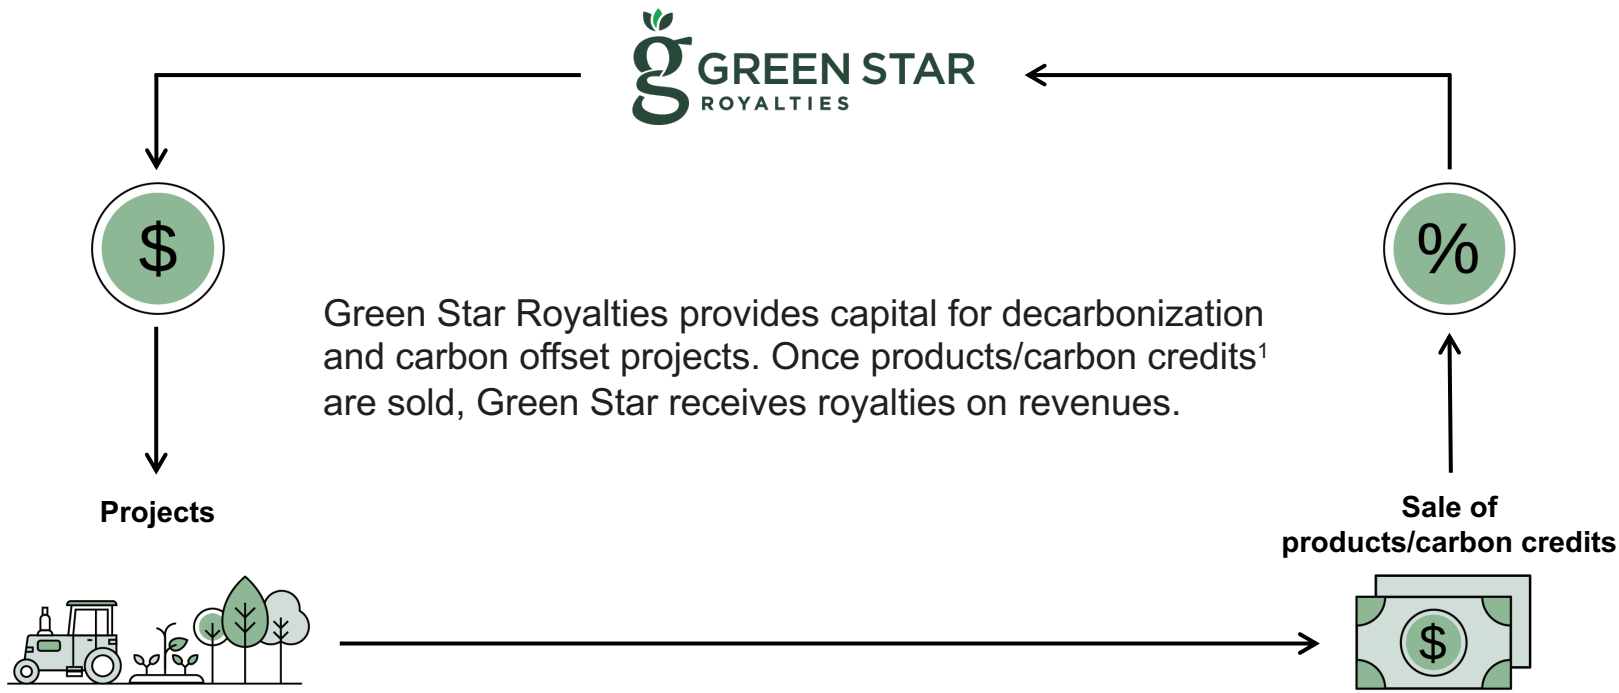 GREEN STAR
ROYALTIES
$
%
Green Star Royalties provides capital for decarbonization
and carbon offset projects. Once products/carbon credits¹
are sold, Green Star receives royalties on revenues.
Projects
Sale of
products/carbon credits
$